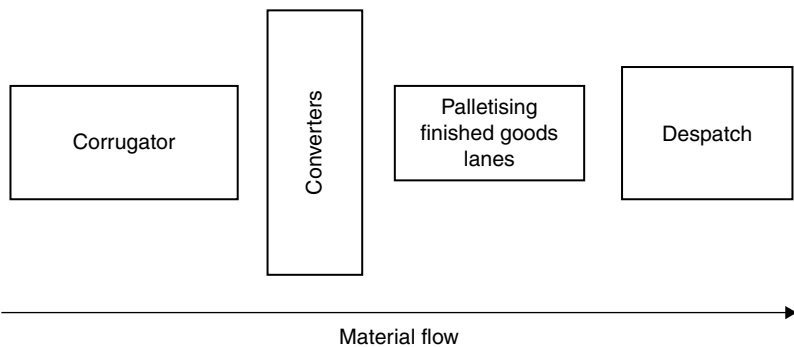 Corrugator
Converters
Palletising
finished goods
lanes
Despatch
Material flow